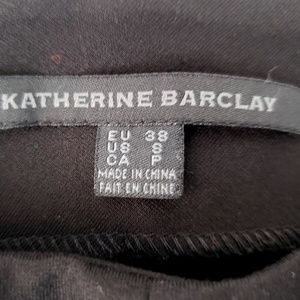 KATHERINE BARCLAY
EU 38
US S
CA P
MADE IN CHINA
FAIT EN CHINE